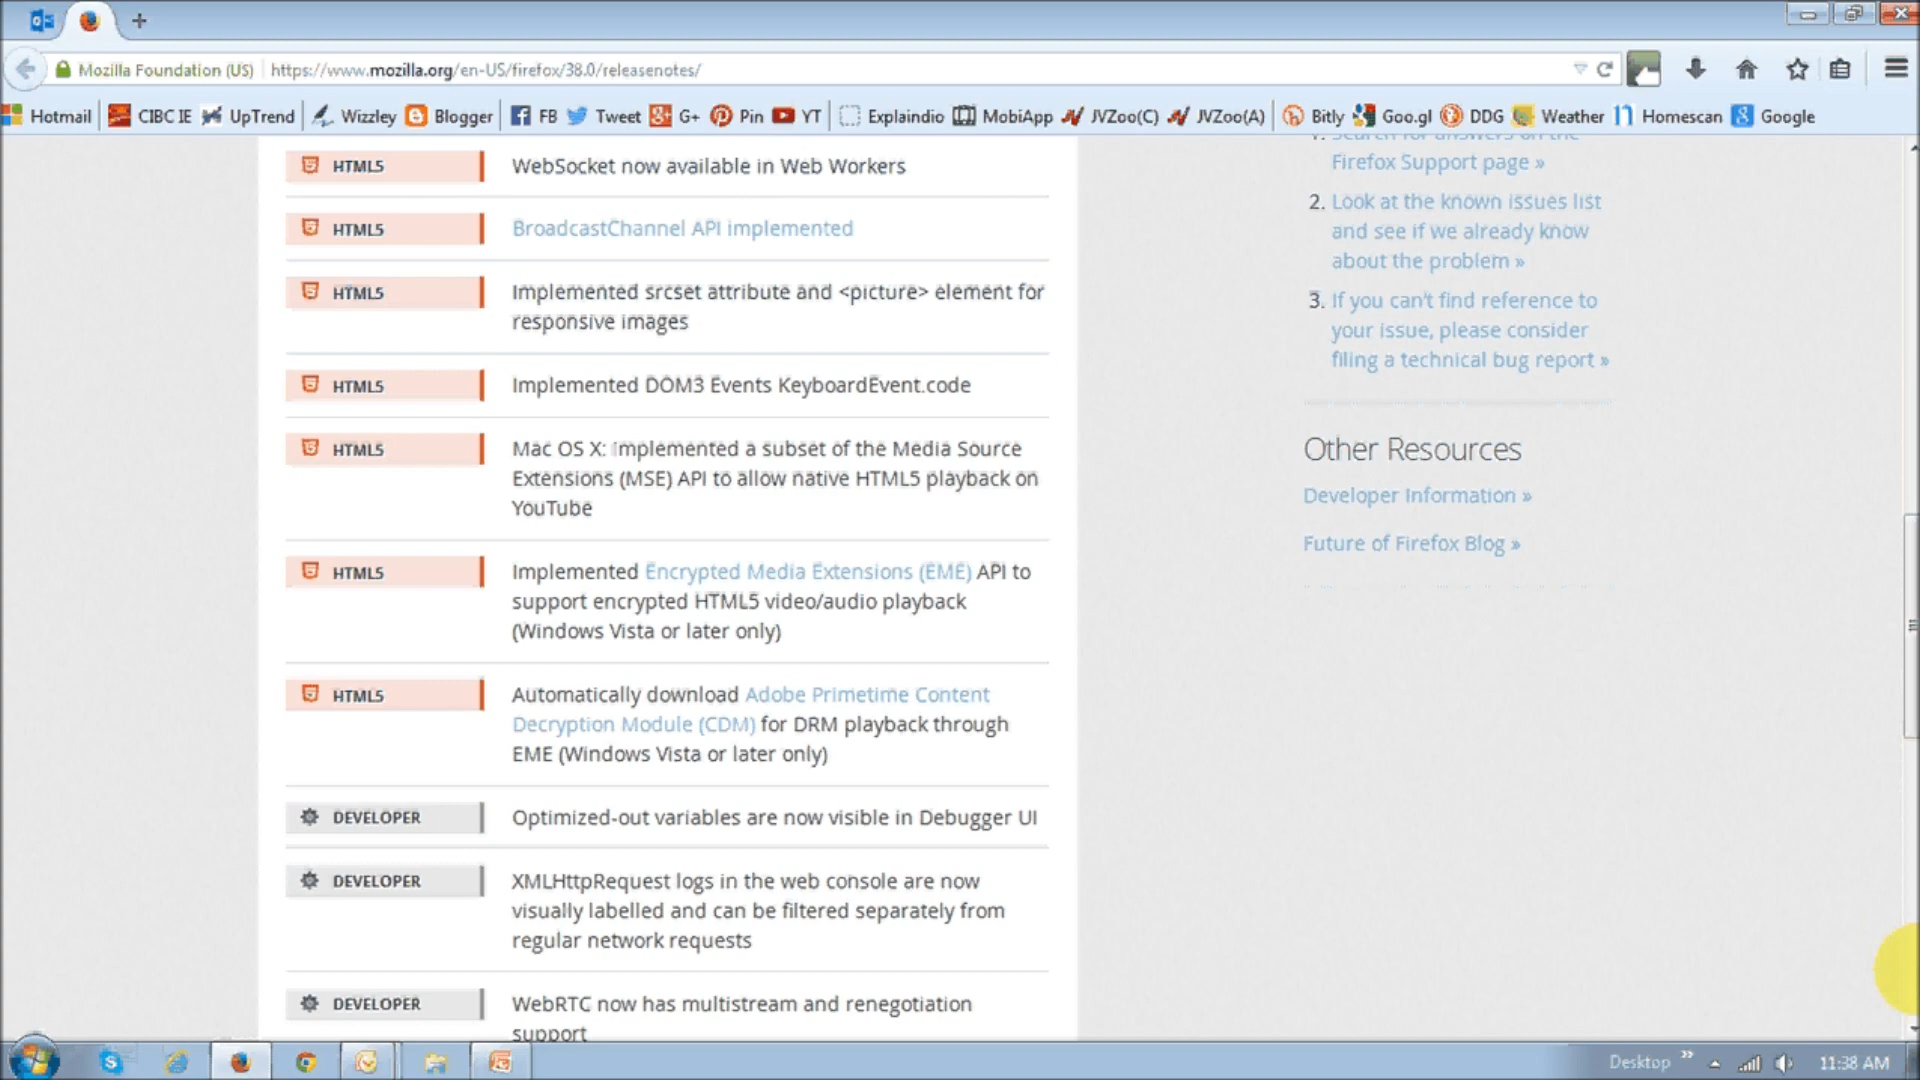 Mozilla Foundation (US) https://www.mozilla.org/en-US/firefox/38.0/releasenotes/
Hotmail CIBC IE UpTrend Wizzley Blogger FB Tweet G+ Pin YT Explaindio MobiApp JVZoo(C) JVZoo(A) Bitly Goo.gl DDG Weather Homescan Google
HTML5 WebSocket now available in Web Workers
HTML5 BroadcastChannel API implemented
HTML5 Implemented srcset attribute and <picture> element for
responsive images
HTML5 Implemented DOM3 Events KeyboardEvent.code
HTML5 Mac OS X: Implemented a subset of the Media Source
Extensions (MSE) API to allow native HTML5 playback on
YouTube
HTML5 Implemented Encrypted Media Extensions (EME) API to
support encrypted HTML5 video/audio playback
(Windows Vista or later only)
HTML5 Automatically download Adobe Primetime Content
Decryption Module (CDM) for DRM playback through
EME (Windows Vista or later only)
DEVELOPER Optimized-out variables are now visible in Debugger UI
DEVELOPER XMLHttpRequest logs in the web console are now
visually labelled and can be filtered separately from
regular network requests
DEVELOPER WebRTC now has multistream and renegotiation
support
1. Search for answers on the
Firefox Support page »
2. Look at the known issues list
and see if we already know
about the problem »
3. If you can't find reference to
your issue, please consider
filing a technical bug report »
Other Resources
Developer Information »
Future of Firefox Blog »
Desktop » 11:38 AM